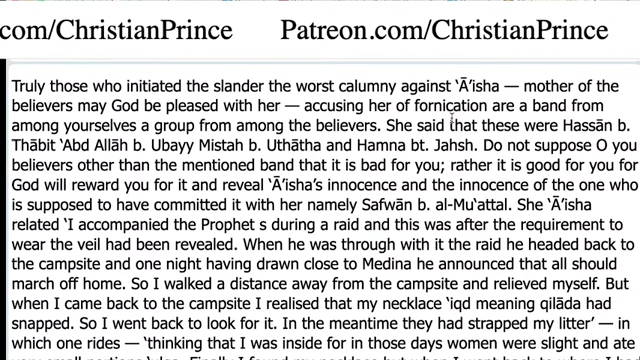 com/ChristianPrince Patreon.com/ChristianPrince
Truly those who initiated the slander the worst calumny against ‘Ā’isha — mother of the
believers may God be pleased with her — accusing her of fornication are a band from
among yourselves a group from among the believers. She said that these were Hassān b.
Thābit ‘Abd Allāh b. Ubayy Mistah b. Uthātha and Hamna bt. Jahsh. Do not suppose O you
believers other than the mentioned band that it is bad for you; rather it is good for you for
God will reward you for it and reveal ‘Ā’isha’s innocence and the innocence of the one who
is supposed to have committed it with her namely Safwān b. al-Mu‘attal. She ‘Ā’isha
related ‘I accompanied the Prophet s during a raid and this was after the requirement to
wear the veil had been revealed. When he was through with it the raid he headed back to
the campsite and one night having drawn close to Medina he announced that all should
march off home. So I walked a distance away from the campsite and relieved myself. But
when I came back to the campsite I realised that my necklace ‘iqd meaning qilāda had
snapped. So I went back to look for it. In the meantime they had strapped my litter’ — in
which one rides — ‘thinking that I was inside for in those days women were slight and ate